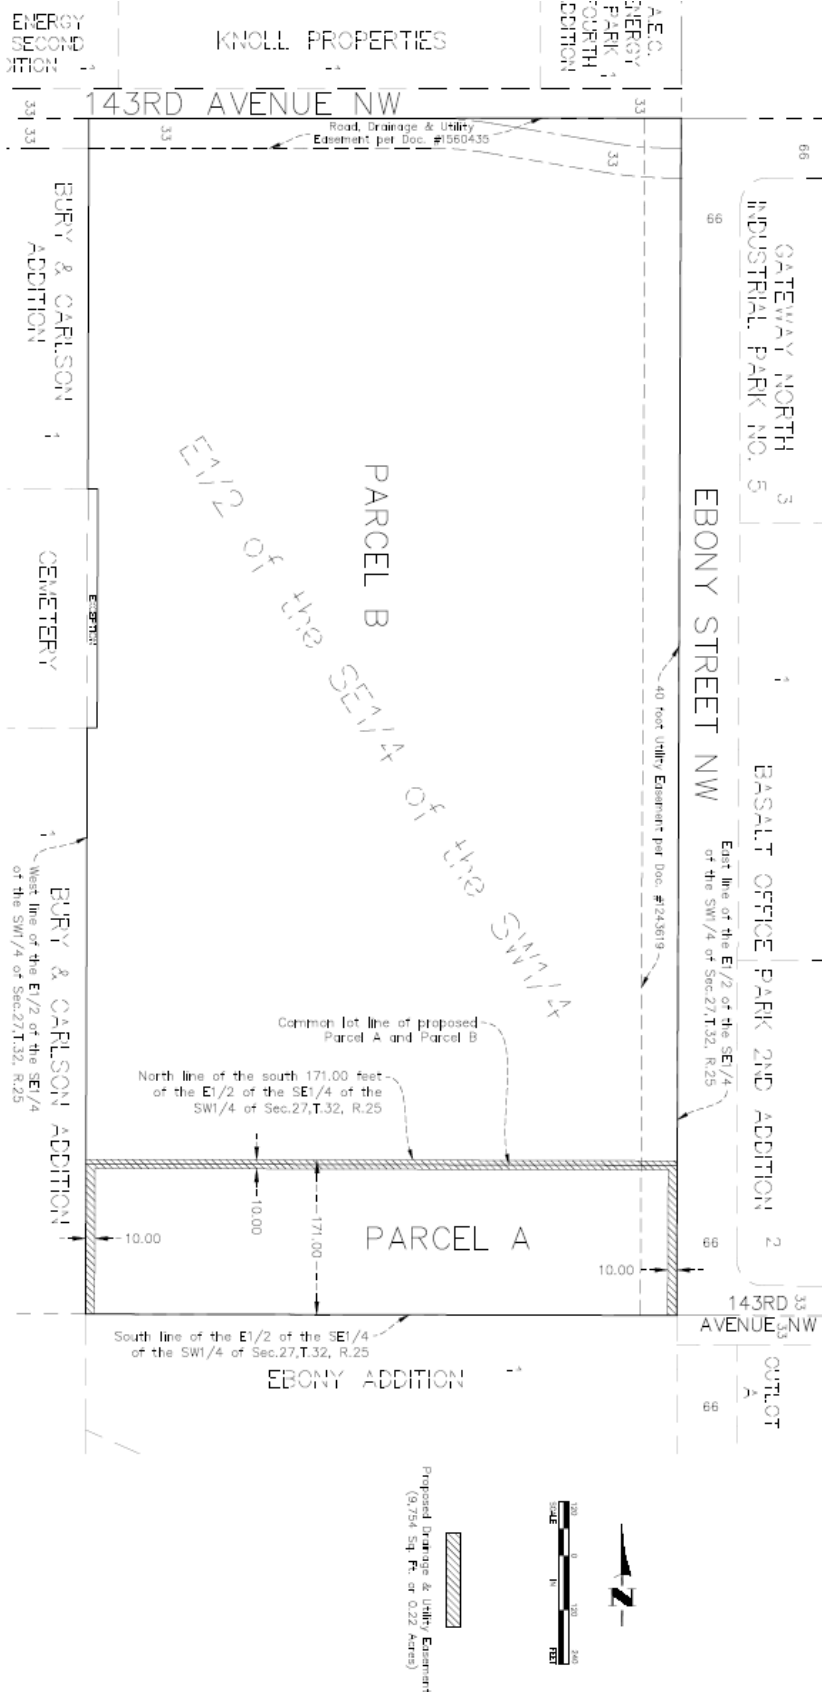 ENERGY
SECOND
KNOLL PROPERTIES
1
1
A.E.C.
ENERGY
PARK 1
FOURTH
ADDITION
143RD AVENUE NW
33
33
33
33
33
66
Road, Drainage & Utility
Easement per Doc. #1560435
66
BURY & CARLSON
ADDITION
1
GATEWAY NORTH 3
INDUSTRIAL PARK NO. 5
PARCEL B
E1/2 of the SE1/4 of the SW1/4
EBONY STREET NW
CEMETERY
40 foot Utility Easement per Doc. #1243619
1
BASALT OFFICE PARK 2ND ADDITION 2
1
West line of the E1/2 of the SE1/4
of the SW1/4 of Sec.27,T.32, R.25
BURY & CARLSON ADDITION
East line of the E1/2 of the SE1/4
of the SW1/4 of Sec.27,T.32, R.25
Common lot line of proposed
Parcel A and Parcel B
North line of the south 171.00 feet
of the E1/2 of the SE1/4 of the
SW1/4 of Sec.27,T.32, R.25
10.00
10.00
171.00
PARCEL A
10.00
66
143RD 33
AVENUE NW
33
South line of the E1/2 of the SE1/4
of the SW1/4 of Sec.27,T.32, R.25
EBONY ADDITION 1
66
OUTLOT
A
Proposed Drainage & Utility Easement
(9,754 Sq. Ft. or 0.22 Acres)
120 0 120 240
SCALE IN FEET
N